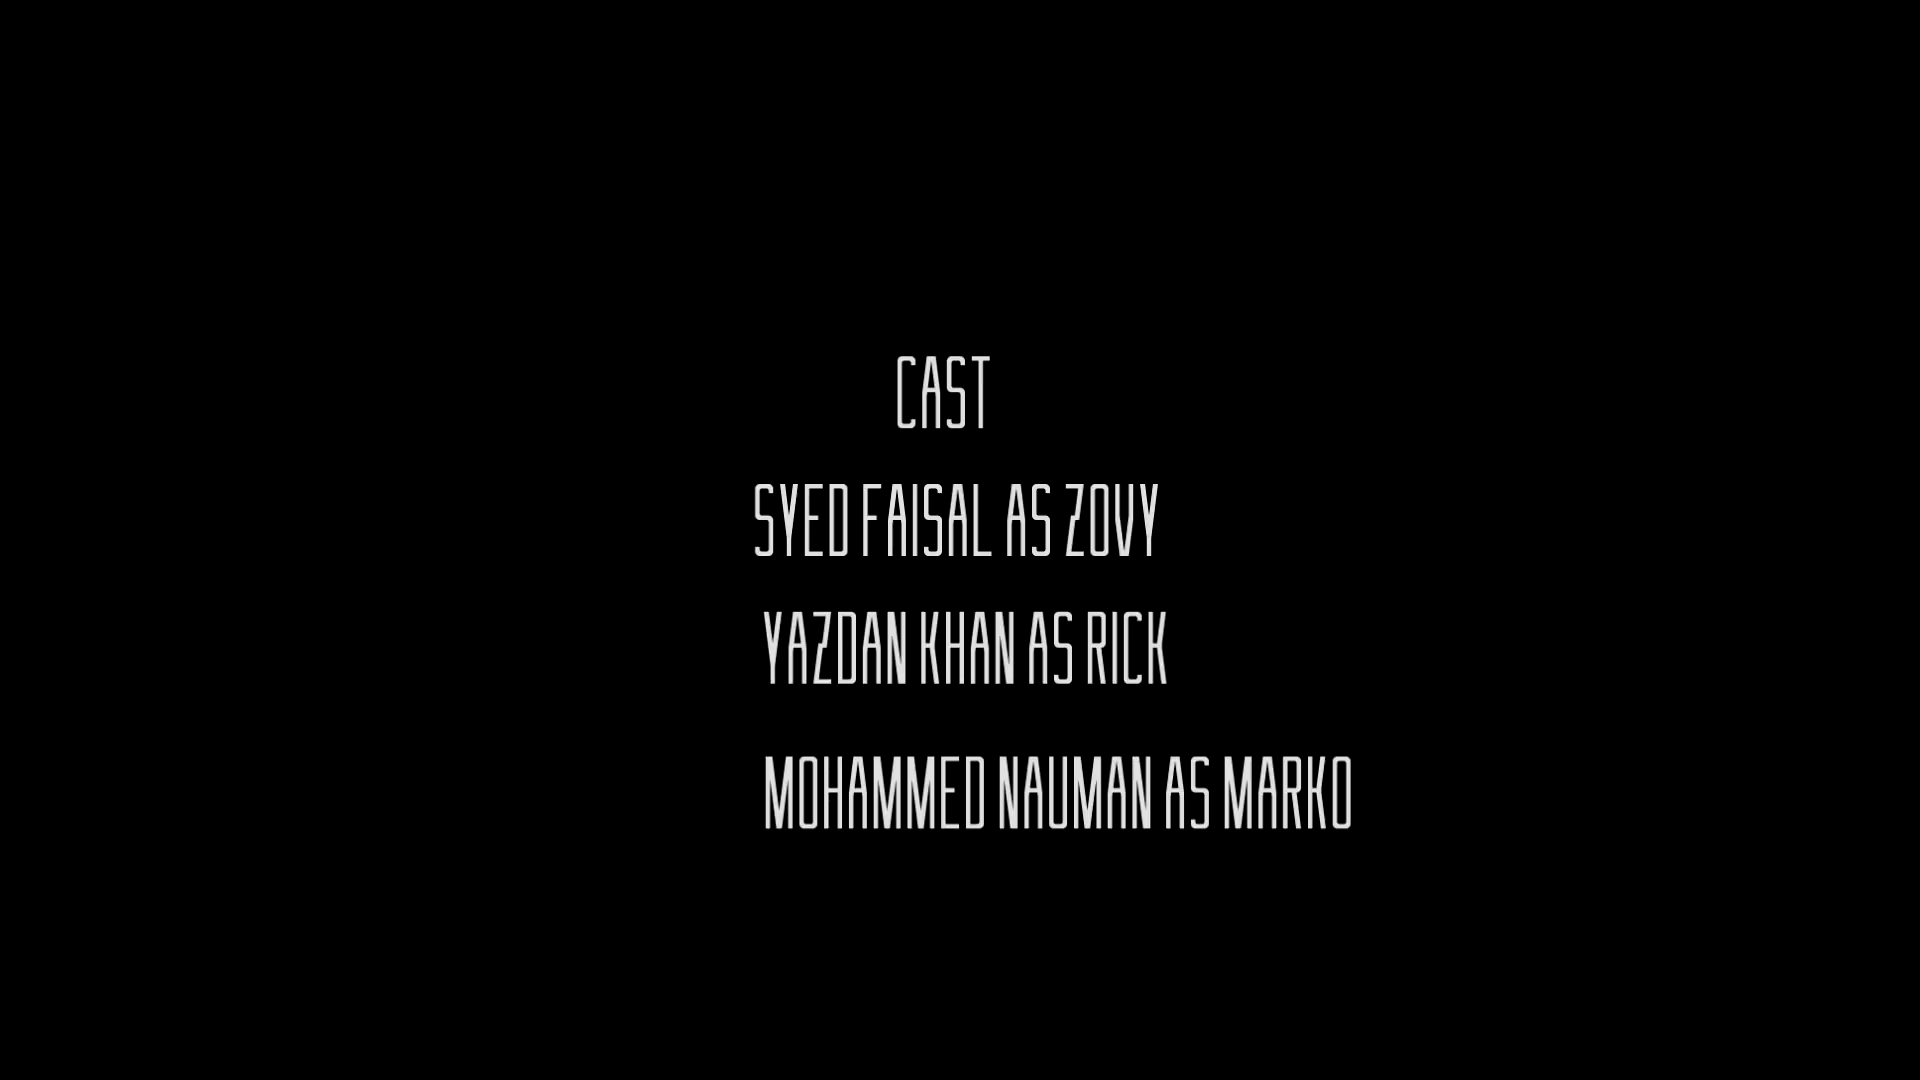 CAST
SYED FAISAL AS ZOVY
YAZDAN KHAN AS RICK
MOHAMMED NAUMAN AS MARKO